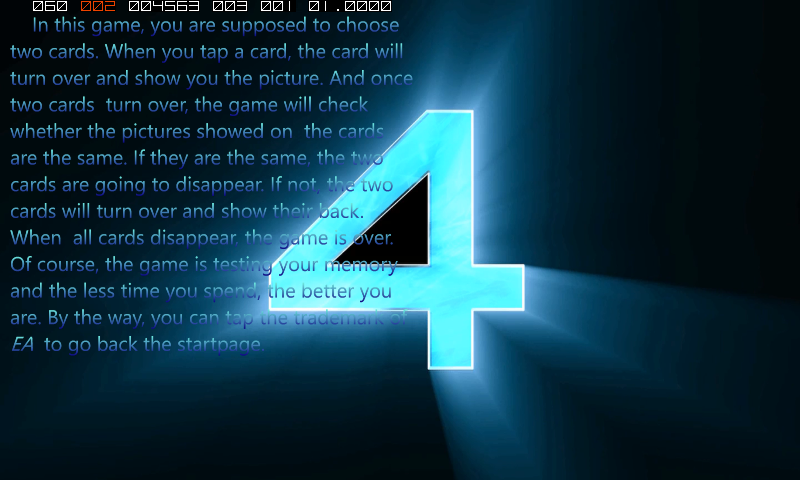 060 002 004563 003 001 01.0000
In this game, you are supposed to choose
two cards. When you tap a card, the card will
turn over and show you the picture. And once
two cards turn over, the game will check
whether the pictures showed on the cards
are the same. If they are the same. the two
cards are going to disappear. If not, the two
cards will turn over and show their back.
When all cards disappear. the game is over.
Of course, the game is testing your memory
and the less time you spend, the better you
are. By the way, you can tap the trademark of
EA to go back the startpage.
4